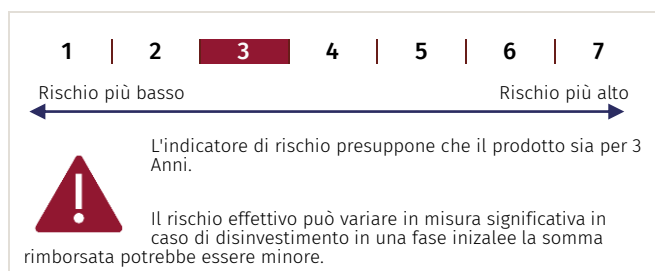 1 2 3 4 5 6 7
Rischio più basso Rischio più alto
L'indicatore di rischio presuppone che il prodotto sia per 3
Anni.
Il rischio effettivo può variare in misura significativa in
caso di disinvestimento in una fase inizalee la somma
rimborsata potrebbe essere minore.